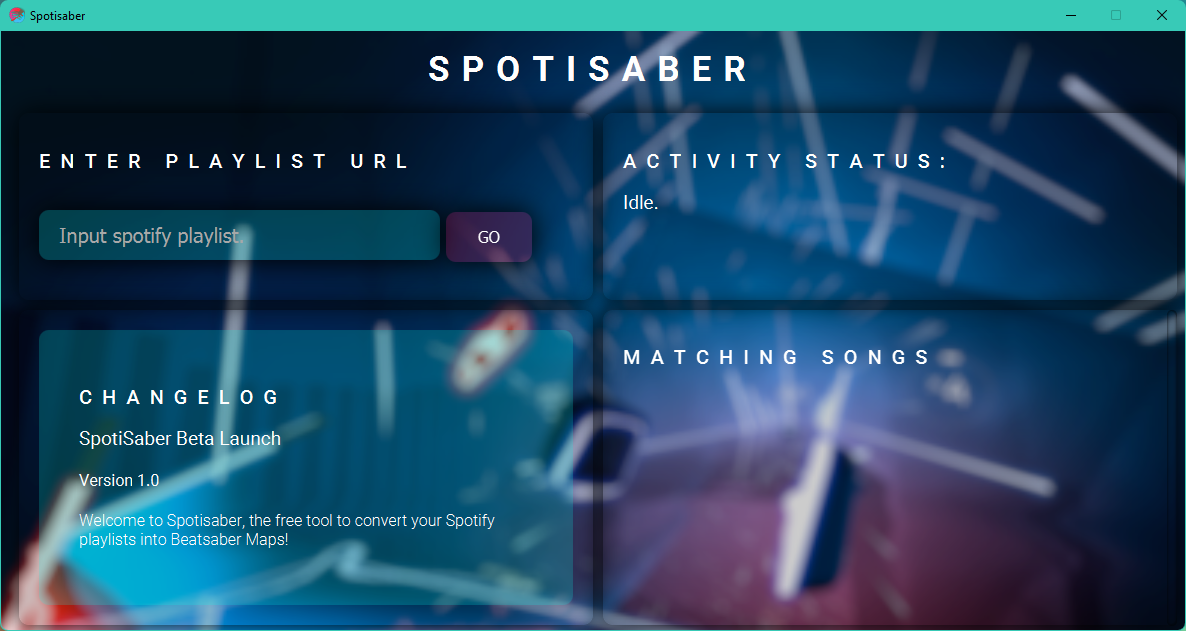 Spotisaber
SPOTISABER
ENTER PLAYLIST URL
Input spotify playlist.
GO
ACTIVITY STATUS:
Idle.
CHANGELOG
SpotiSaber Beta Launch
Version 1.0
Welcome to Spotisaber, the free tool to convert your Spotify
playlists into Beatsaber Maps!
MATCHING SONGS